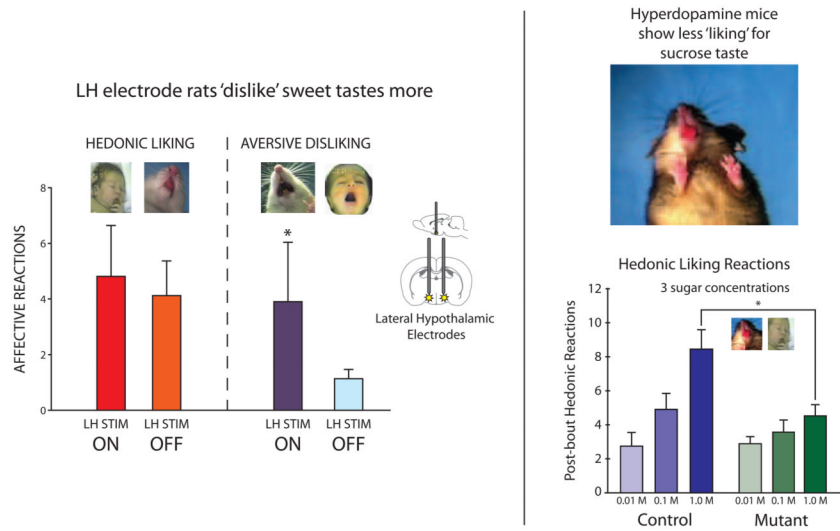 LH electrode rats ‘dislike’ sweet tastes more
HEDONIC LIKING
AVERSIVE DISLIKING
AFFECTIVE REACTIONS
8
6
4
2
0
*
LH STIM
ON
LH STIM
OFF
LH STIM
ON
LH STIM
OFF
Lateral Hypothalamic
Electrodes
Hyperdopamine mice
show less ‘liking’ for
sucrose taste
Hedonic Liking Reactions
3 sugar concentrations
*
Post-bout Hedonic Reactions
12
10
8
6
4
2
0
0.01 M 0.1 M 1.0 M
0.01 M 0.1 M 1.0 M
Control
Mutant